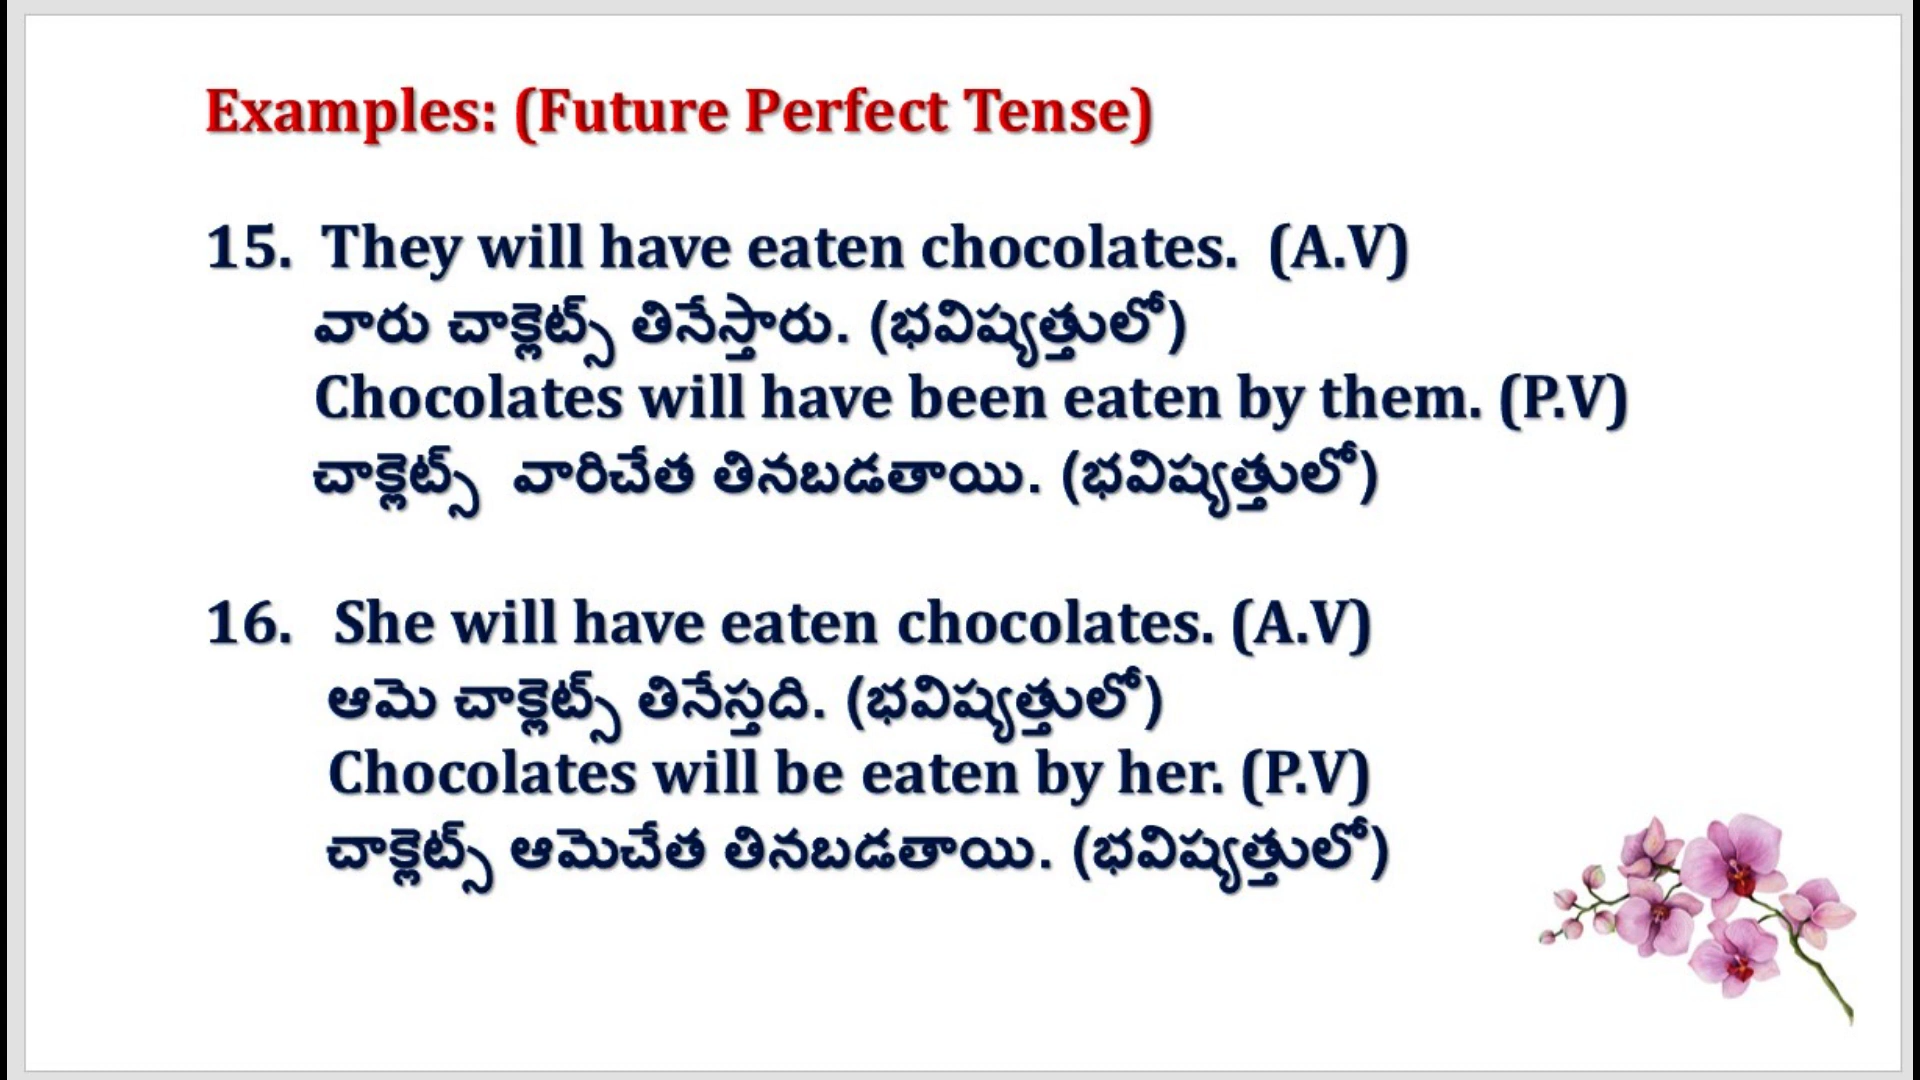 Examples: (Future Perfect Tense)
15. They will have eaten chocolates. (A.V)
వారు చాక్లెట్స్ తినేస్తారు. (భవిష్యత్తులో)
Chocolates will have been eaten by them. (P.V)
చాక్లెట్స్ వారిచేత తినబడతాయి. (భవిష్యత్తులో)
16. She will have eaten chocolates. (A.V)
ఆమె చాక్లెట్స్ తినేస్తది. (భవిష్యత్తులో)
Chocolates will be eaten by her. (P.V)
చాక్లెట్స్ ఆమెచేత తినబడతాయి. (భవిష్యత్తులో)